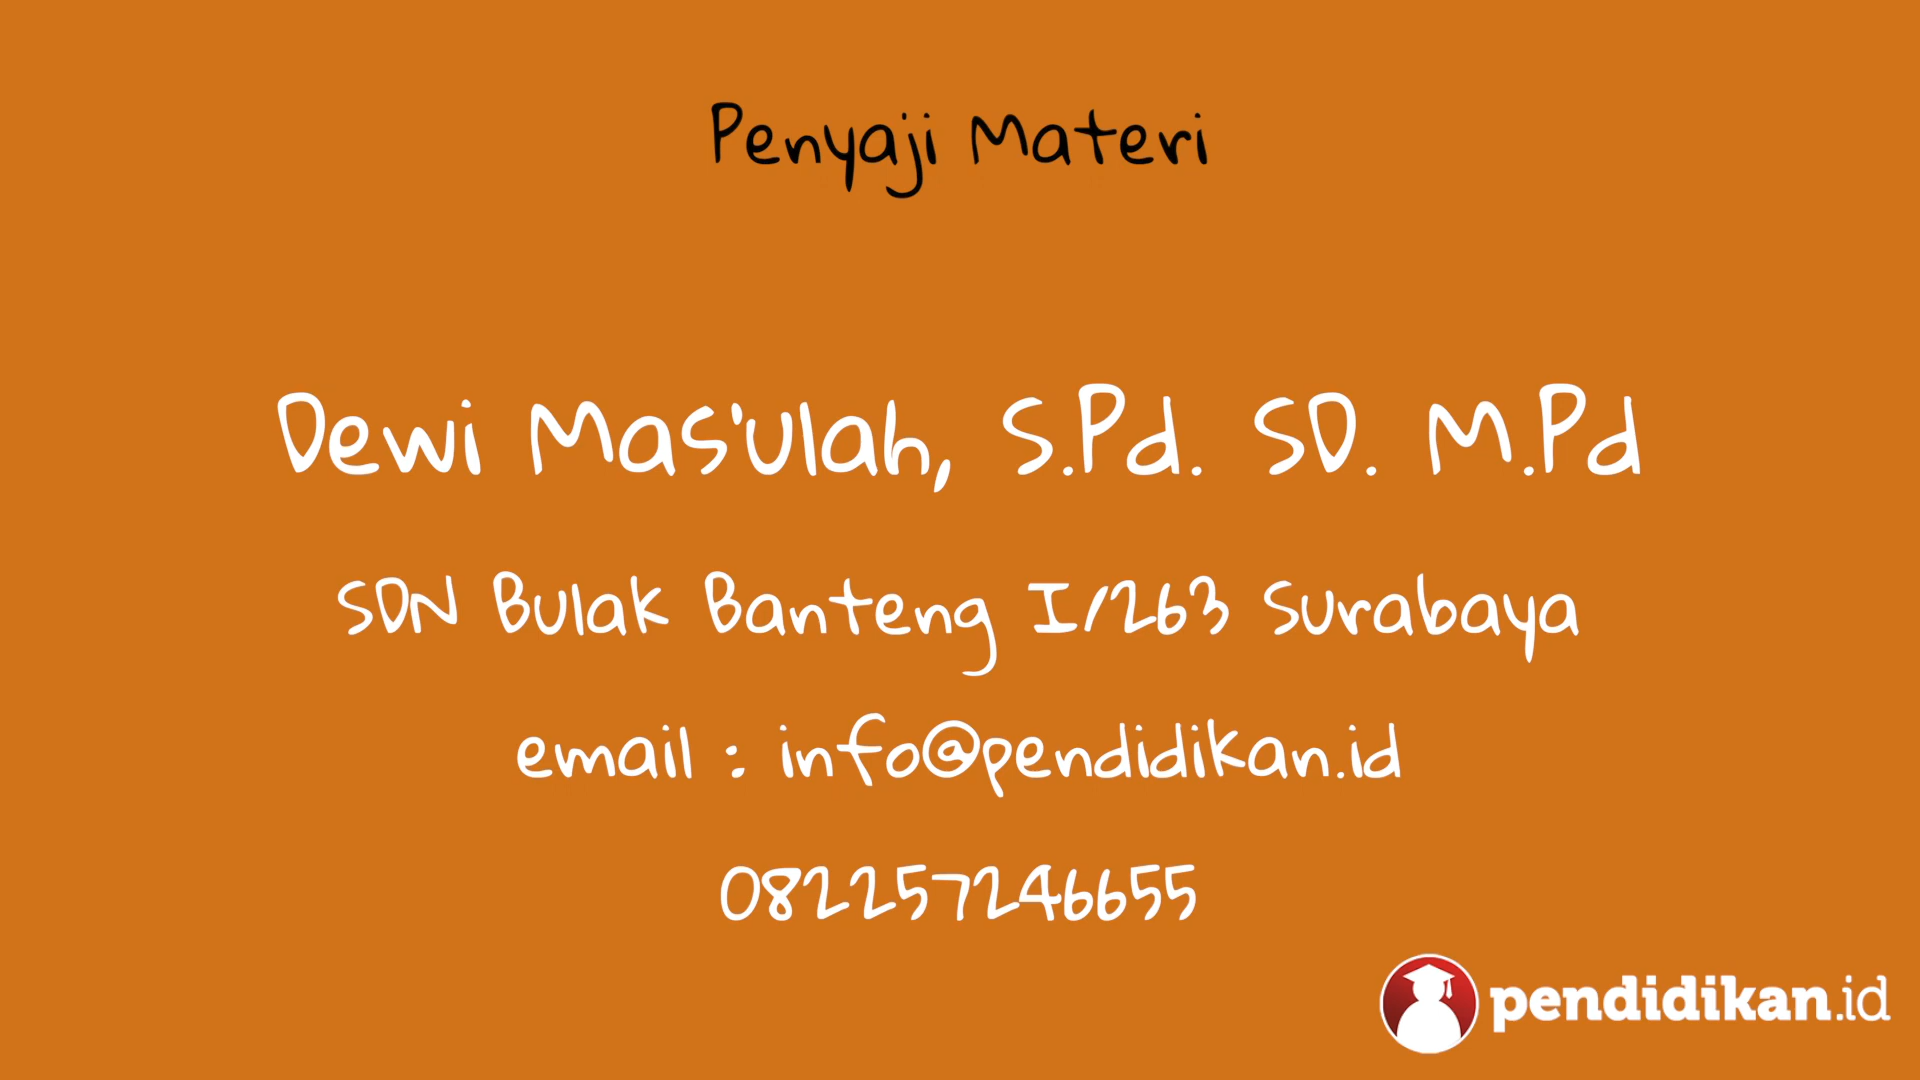 Penyaji Materi
Dewi Mas'ulah, S.Pd. SD. M.Pd
SDN Bulak Banteng I/263 Surabaya
email : info@pendidikan.id
082257246655
pendidikan.id